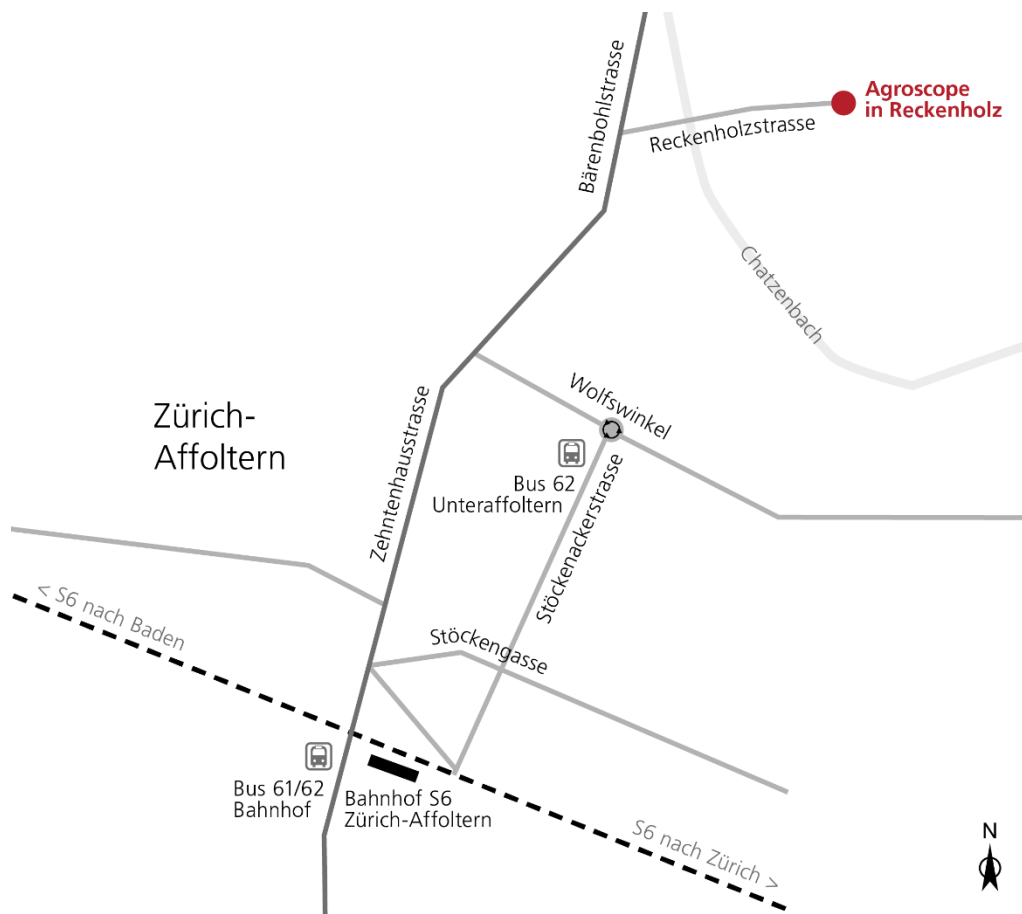 Bärenbohlstrasse
Agroscope
in Reckenholz
Reckenholzstrasse
Chatzenbach
Zürich-
Affoltern
Zehntenhausstrasse
Wolfswinkel
Bus 62
Unteraffoltern
Stöckenackerstrasse
< S6 nach Baden
Stöckengasse
Bus 61/62
Bahnhof
Bahnhof S6
Zürich-Affoltern
S6 nach Zürich >
N